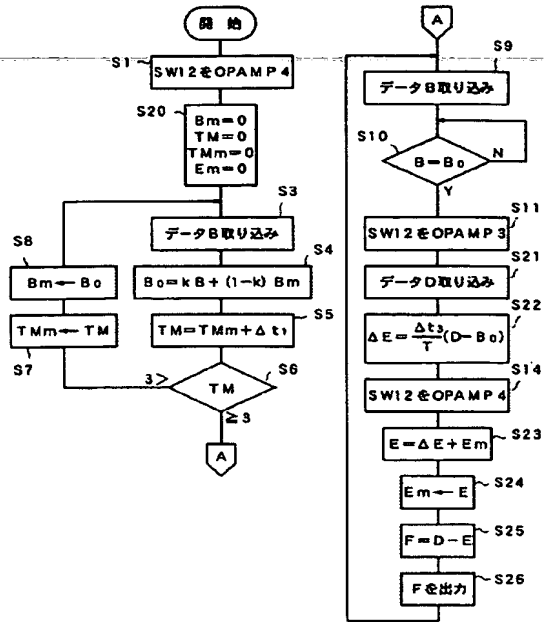 開始
S1
SW12をOPAMP4
S20
Bm=0
TM=0
TMm=0
Em=0
S3
データB取り込み
S4
B₀=kB+(1-k)Bm
S5
TM=TMm+Δt₁
S6
TM
3>
≧3
A
S7
TMm←TM
S8
Bm←B₀
A
S9
データB取り込み
S10
B=B₀
N
Y
S11
SW12をOPAMP3
S21
データD取り込み
S22
ΔE=Δt₃/T(D-B₀)
S14
SW12をOPAMP4
S23
E=ΔE+Em
S24
Em←E
S25
F=D-E
S26
Fを出力